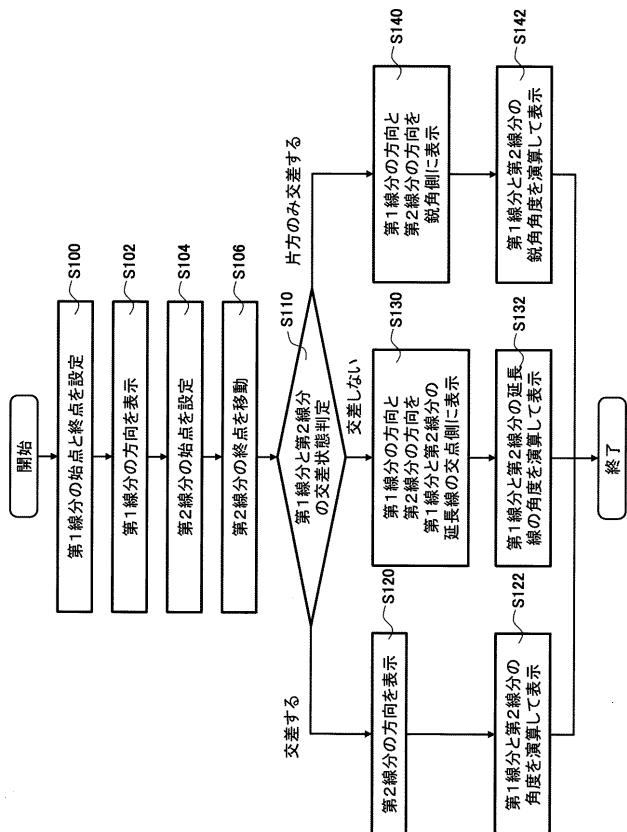 開始
第1線分の始点と終点を設定
S100
第1線分の方向を表示
S102
第2線分の始点を設定
S104
第2線分の終点を移動
S106
第1線分と第2線分
の交差状態判定
S110
交差する
交差しない
片方のみ交差する
第2線分の方向を表示
S120
第1線分と第2線分の
角度を演算して表示
S122
第1線分の方向と
第2線分の方向を
第1線分と第2線分の
延長線の交点側に表示
S130
第1線分と第2線分の延長
線の角度を演算して表示
S132
第1線分の方向と
第2線分の方向を
鋭角側に表示
S140
第1線分と第2線分の
鋭角角度を演算して表示
S142
終了